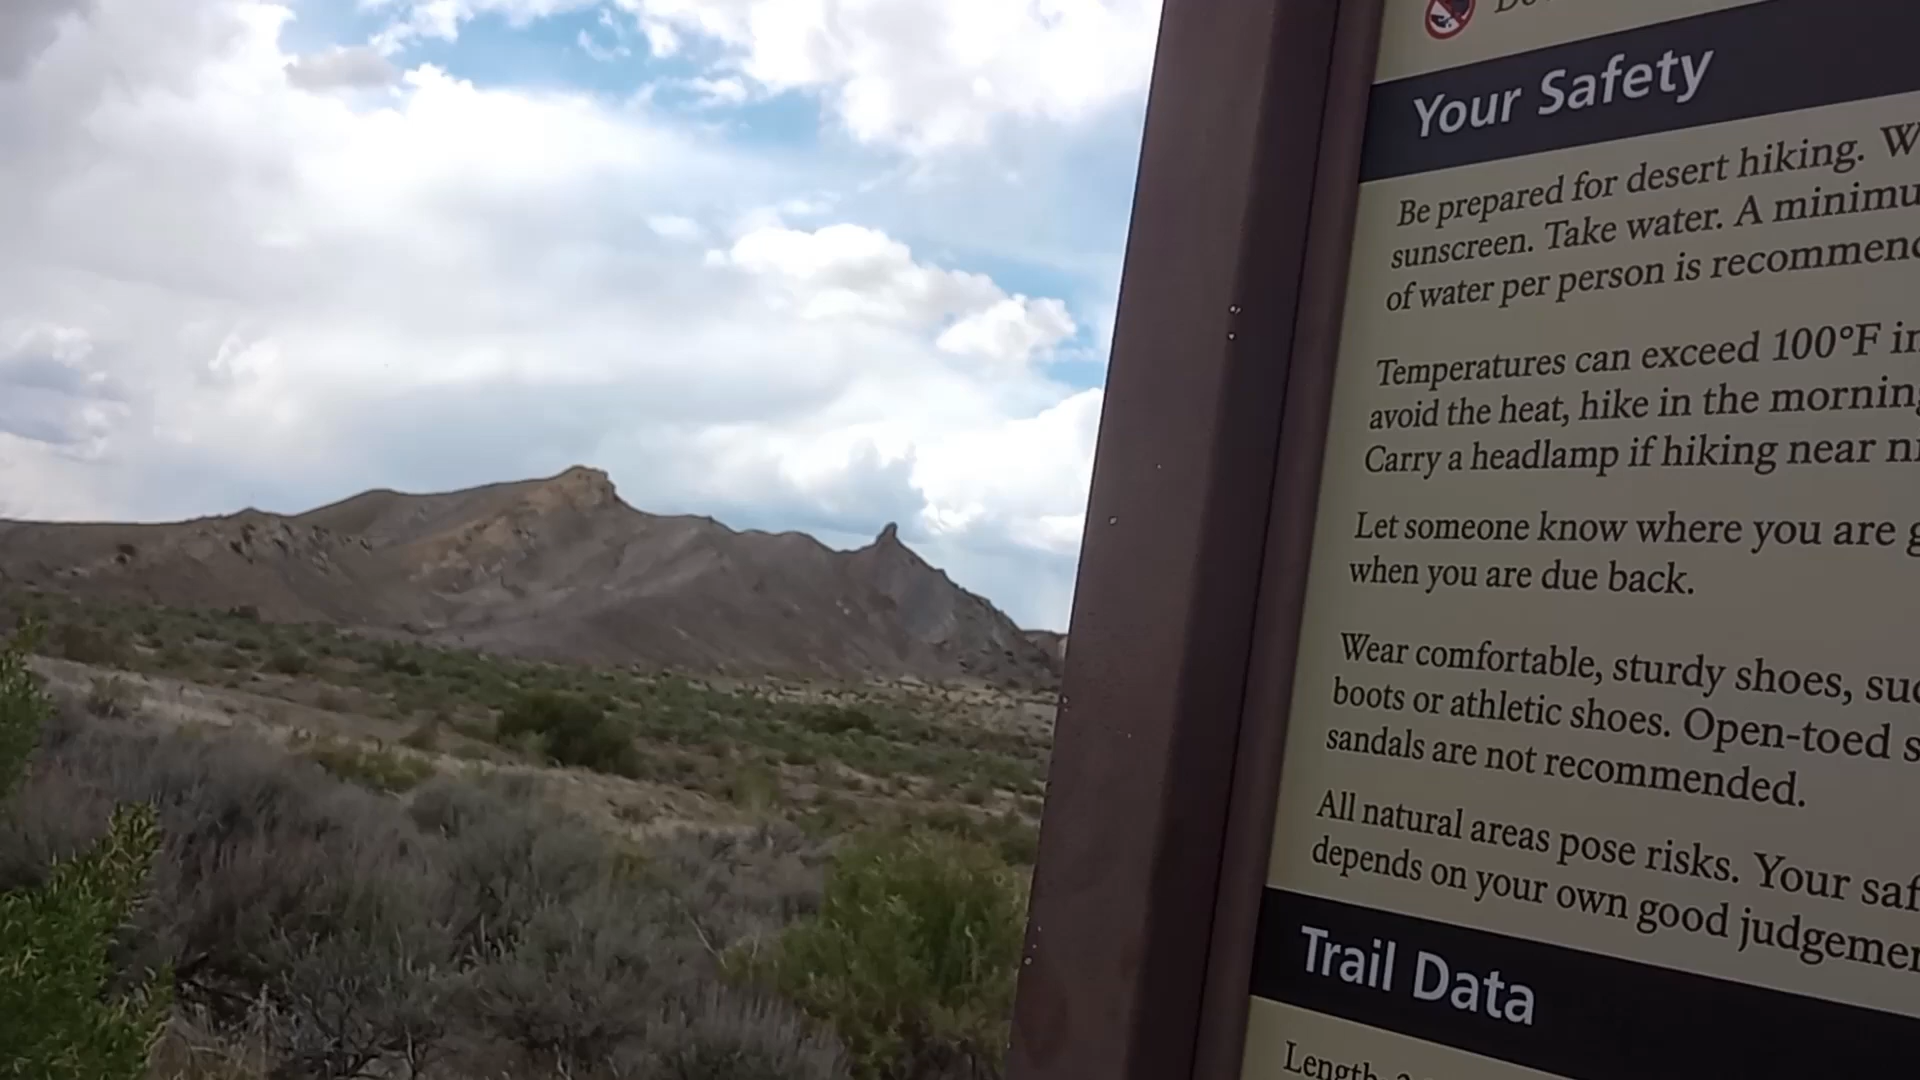 Your Safety
Be prepared for desert hiking.
sunscreen. Take water. A
of water per person is
Temperatures can exceed 100°F
avoid the heat, hike in the
Carry a headlamp if hiking near
Let someone know where you are
when you are due back.
Wear comfortable, sturdy shoes,
boots or athletic shoes. Open-toed
sandals are not recommended.
All natural areas pose risks. Your
depends on your own good
Trail Data
Length